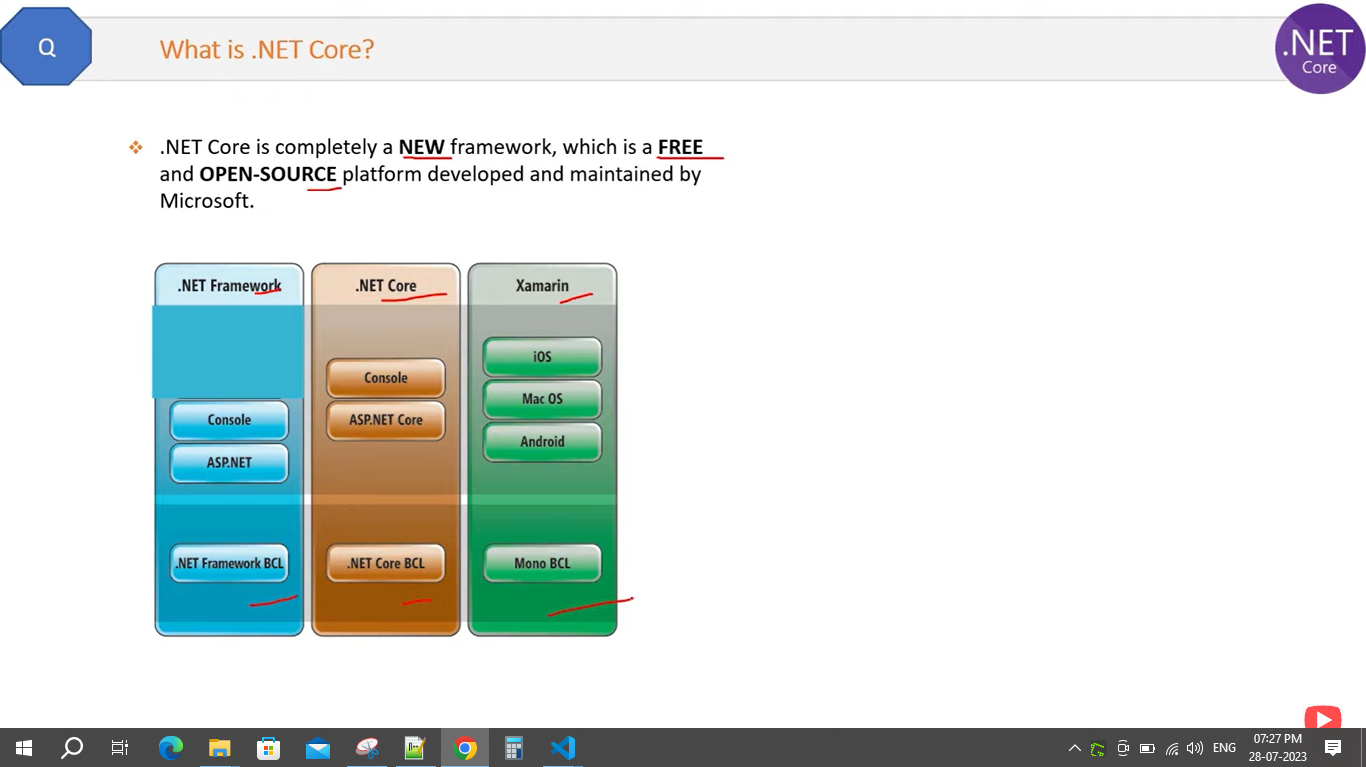 Q
What is .NET Core?
.NET
Core
.NET Core is completely a NEW framework, which is a FREE
and OPEN-SOURCE platform developed and maintained by
Microsoft.
.NET Framework
.NET Core
Xamarin
Console
ASP.NET
.NET Framework BCL
Console
ASP.NET Core
.NET Core BCL
iOS
Mac OS
Android
Mono BCL
ENG
07:27 PM
28-07-2023